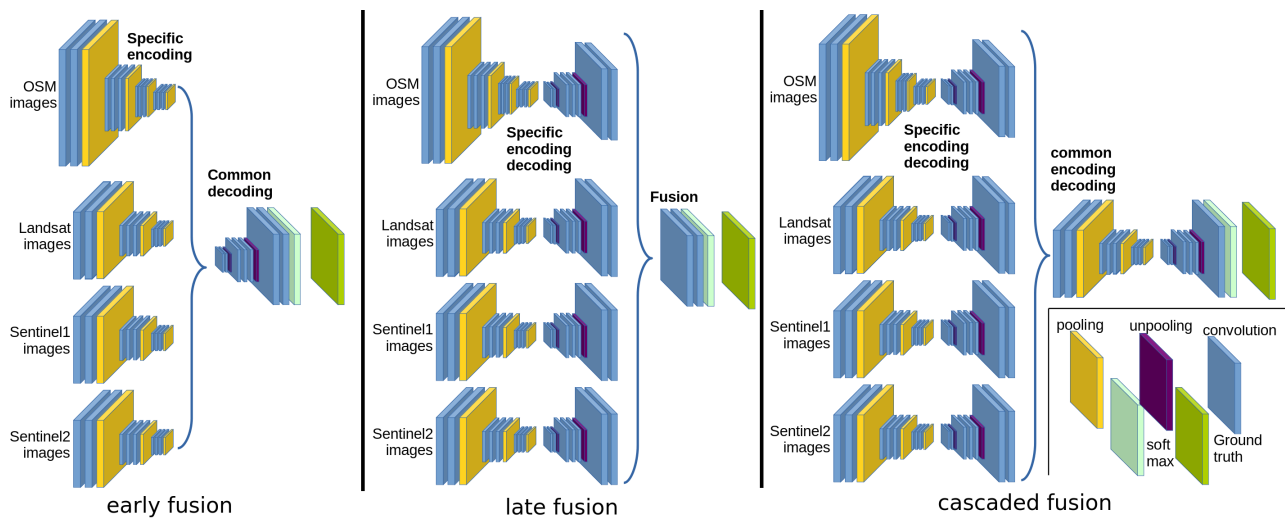 Specific
encoding
OSM
images
Landsat
images
Sentinel1
images
Sentinel2
images
Common
decoding
early fusion
OSM
images
Specific
encoding
decoding
Landsat
images
Sentinel1
images
Sentinel2
images
Fusion
late fusion
OSM
images
Specific
encoding
decoding
Landsat
images
Sentinel1
images
Sentinel2
images
common
encoding
decoding
pooling
unpooling
convolution
soft
max
Ground
truth
cascaded fusion